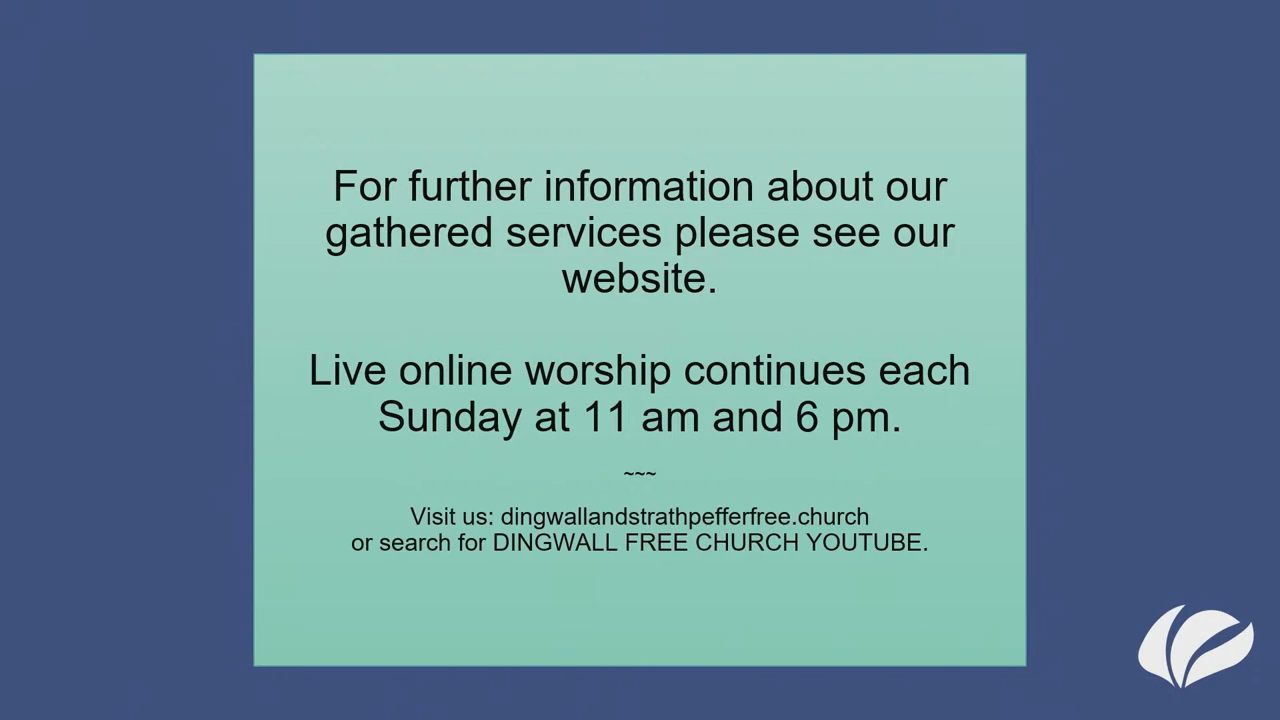 For further information about our
gathered services please see our
website.
Live online worship continues each
Sunday at 11 am and 6 pm.
~~~
Visit us: dingwallandstrathpefferfree.church
or search for DINGWALL FREE CHURCH YOUTUBE.